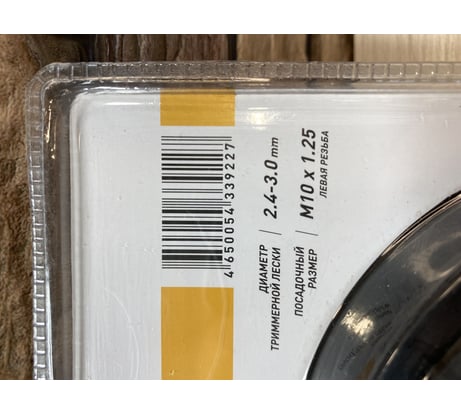 4 650054 339227
ДИАМЕТР
ТРИММЕРНОЙ ЛЕСКИ
2.4-3.0 mm
ПОСАДОЧНЫЙ
РАЗМЕР
M10 x 1.25
ЛЕВАЯ РЕЗЬБА